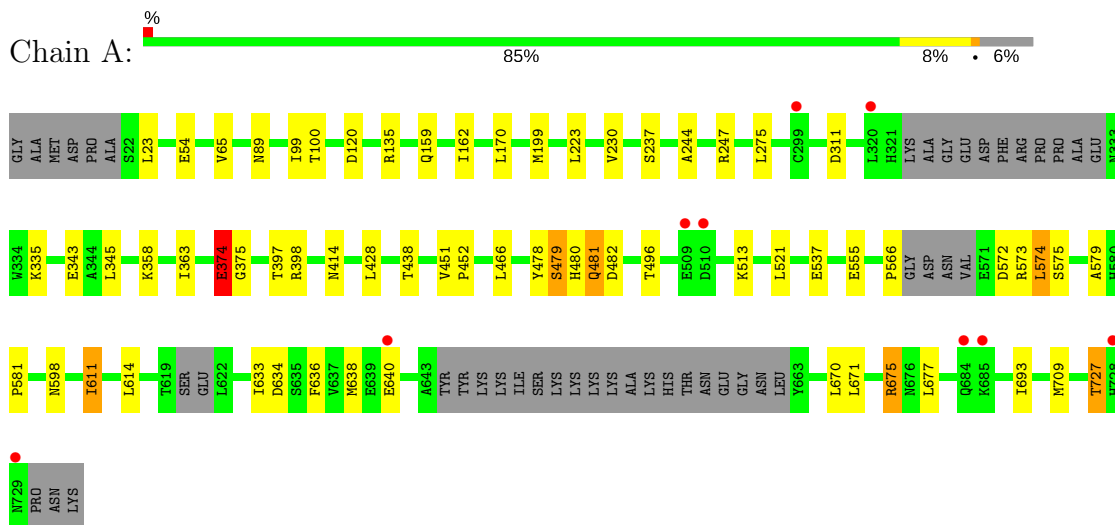 %
Chain A:
85% 8% • 6%
GLY ALA MET ASP PRO ALA S22 L23 E54 V65 N89 I99 T100 D120 R135 Q159 I162 L170 M199 L223 V230 S237 A244 R247 L275 C299 D311 L320 H321 LYS ALA GLY GLU ASP PHE ARG PRO PRO ALA GLU N333
W334 K335 E343 A344 L345 K358 I363 E374 G375 T397 R398 N414 L428 T438 V451 P452 L466 Y478 S479 H480 Q481 D482 T496 E509 D510 K513 L521 E537 E555 P566 GLY ASP ASN VAL E571 D572 R573 L574 S575 A579 H580
P581 N598 I611 L614 T619 SER GLU L622 I633 D634 S635 F636 V637 M638 E639 E640 A643 TYR TYR LYS LYS ILE SER LYS LYS LYS LYS ALA LYS HIS THR ASN GLU GLY ASN LEU Y663 L670 L671 R675 N676 L677 Q684 K685 I693 M709 T727 H728
N729 PRO ASN LYS